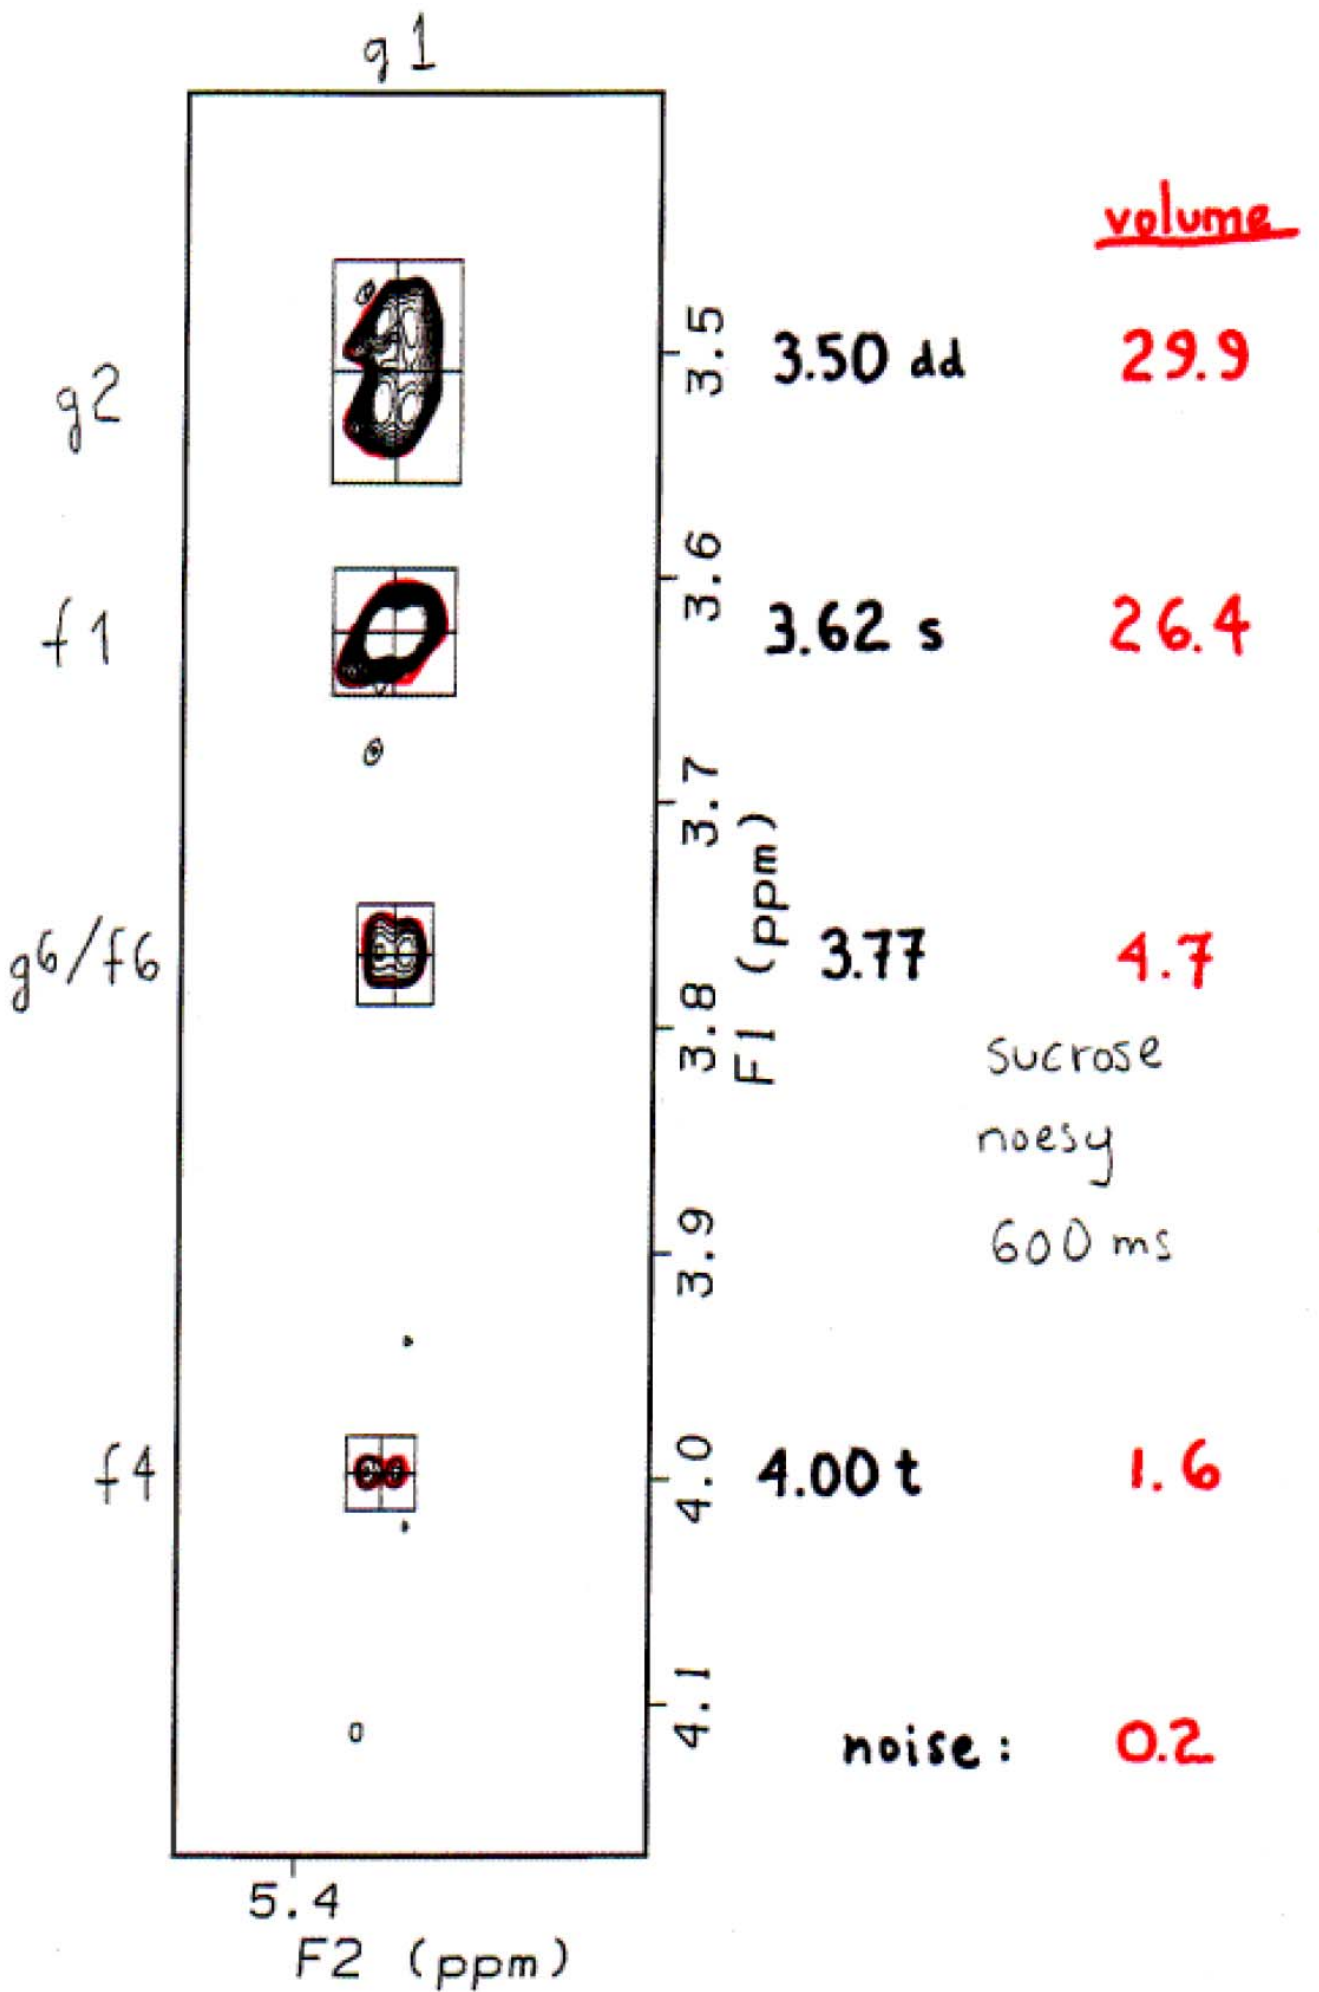 g1
volume
g2
3.5
3.50 dd
29.9
3.6
f1
3.62 s
26.4
3.7
F1 (ppm)
g6/f6
3.77
4.7
3.8
sucrose
noesy
600 ms
3.9
f4
4.0
4.00 t
1.6
4.1
noise:
0.2
5.4
F2 (ppm)